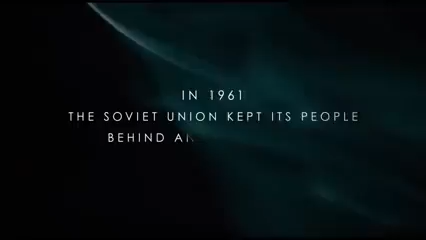 IN 1961
THE SOVIET UNION KEPT ITS PEOPLE
BEHIND